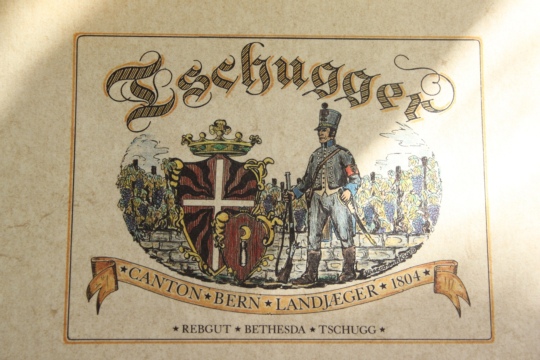 Tschugger
★CANTON★BERN★LANDJÆGER★1804★
★REBGUT★BETHESDA★TSCHUGG★